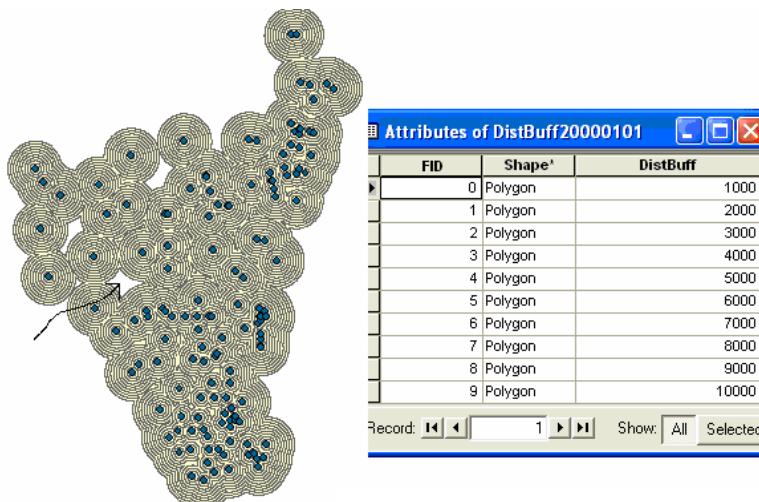 Attributes of DistBuff20000101
FID Shape* DistBuff
0 Polygon 1000
1 Polygon 2000
2 Polygon 3000
3 Polygon 4000
4 Polygon 5000
5 Polygon 6000
6 Polygon 7000
7 Polygon 8000
8 Polygon 9000
9 Polygon 10000
Record: 1 Show: All Selected